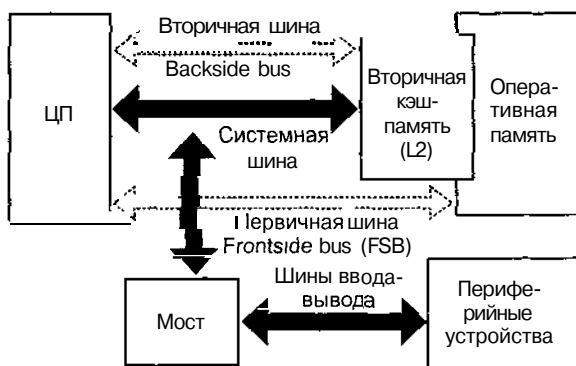 Вторичная шина
Backside bus
ЦП
Вторичная
кэш-
память
(L2)
Опера-
тивная
память
Системная
шина
Первичная шина
Frontside bus (FSB)
Шины ввода-
вывода
Мост
Перифе-
рийные
устройства